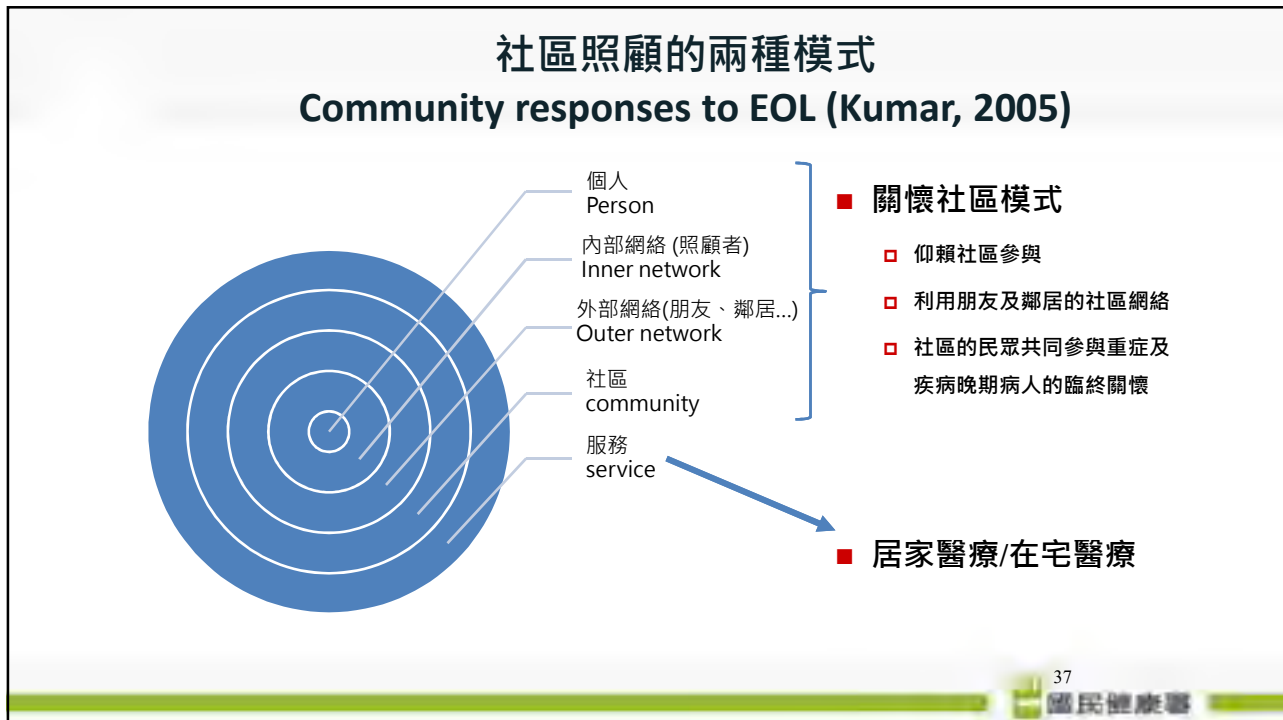 社區照顧的兩種模式
Community responses to EOL (Kumar, 2005)
個人
Person
內部網絡 (照顧者)
Inner network
外部網絡(朋友、鄰居...)
Outer network
社區
community
服務
service
■ 關懷社區模式
仰賴社區參與
利用朋友及鄰居的社區網絡
社區的民眾共同參與重症及
疾病晚期病人的臨終關懷
■ 居家醫療/在宅醫療
37
國民健康署